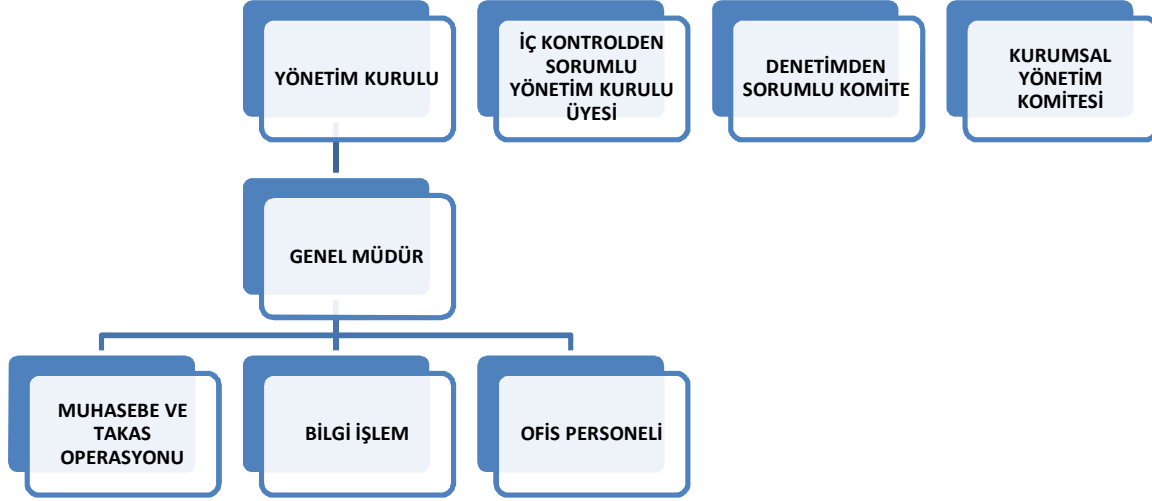 YÖNETİM KURULU
İÇ KONTROLDEN
SORUMLU
YÖNETİM KURULU
ÜYESİ
DENETİMDEN
SORUMLU KOMİTE
KURUMSAL
YÖNETİM
KOMİTESİ
GENEL MÜDÜR
MUHASEBE VE
TAKAS
OPERASYONU
BİLGİ İŞLEM
OFİS PERSONELİ